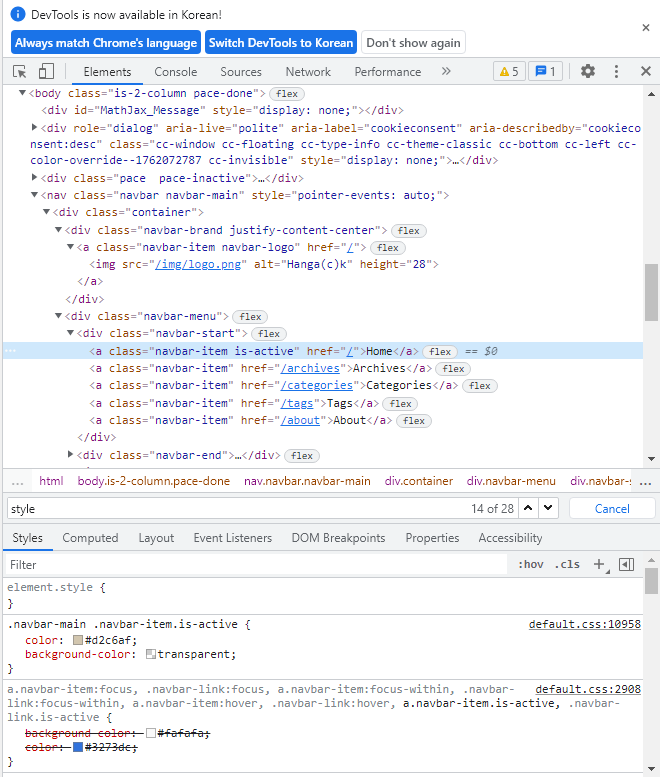 DevTools is now available in Korean!
Always match Chrome's language Switch DevTools to Korean Don't show again
Elements Console Sources Network Performance » 5 1
<body class="is-2-column pace-done"> flex
<div id="MathJax_Message" style="display: none;"></div>
<div role="dialog" aria-live="polite" aria-label="cookieconsent" aria-describedby="cookieco
nsent:desc" class="cc-window cc-floating cc-type-info cc-theme-classic cc-bottom cc-left cc-
color-override--1762072787 cc-invisible" style="display: none;">…</div>
<div class="pace  pace-inactive">…</div>
<nav class="navbar navbar-main" style="pointer-events: auto;">
<div class="container">
<div class="navbar-brand justify-content-center"> flex
<a class="navbar-item navbar-logo" href="/"> flex
<img src="/img/logo.png" alt="Hanga(c)k" height="28">
</a>
</div>
<div class="navbar-menu"> flex
<div class="navbar-start"> flex
… <a class="navbar-item is-active" href="/">Home</a> flex == $0
<a class="navbar-item" href="/archives">Archives</a> flex
<a class="navbar-item" href="/categories">Categories</a> flex
<a class="navbar-item" href="/tags">Tags</a> flex
<a class="navbar-item" href="/about">About</a> flex
</div>
<div class="navbar-end">…</div> flex
… html body.is-2-column.pace-done nav.navbar.navbar-main div.container div.navbar-menu div.navbar-s …
style 14 of 28 Cancel
Styles Computed Layout Event Listeners DOM Breakpoints Properties Accessibility
Filter :hov .cls +
element.style {
}
.navbar-main .navbar-item.is-active { default.css:10958
color: #d2c6af;
background-color: transparent;
}
a.navbar-item:focus, .navbar-link:focus, a.navbar-item:focus-within, .navbar- default.css:2908
link:focus-within, a.navbar-item:hover, .navbar-link:hover, a.navbar-item.is-active, .navbar-
link.is-active {
background-color: #fafafa;
color: #3273dc;
}